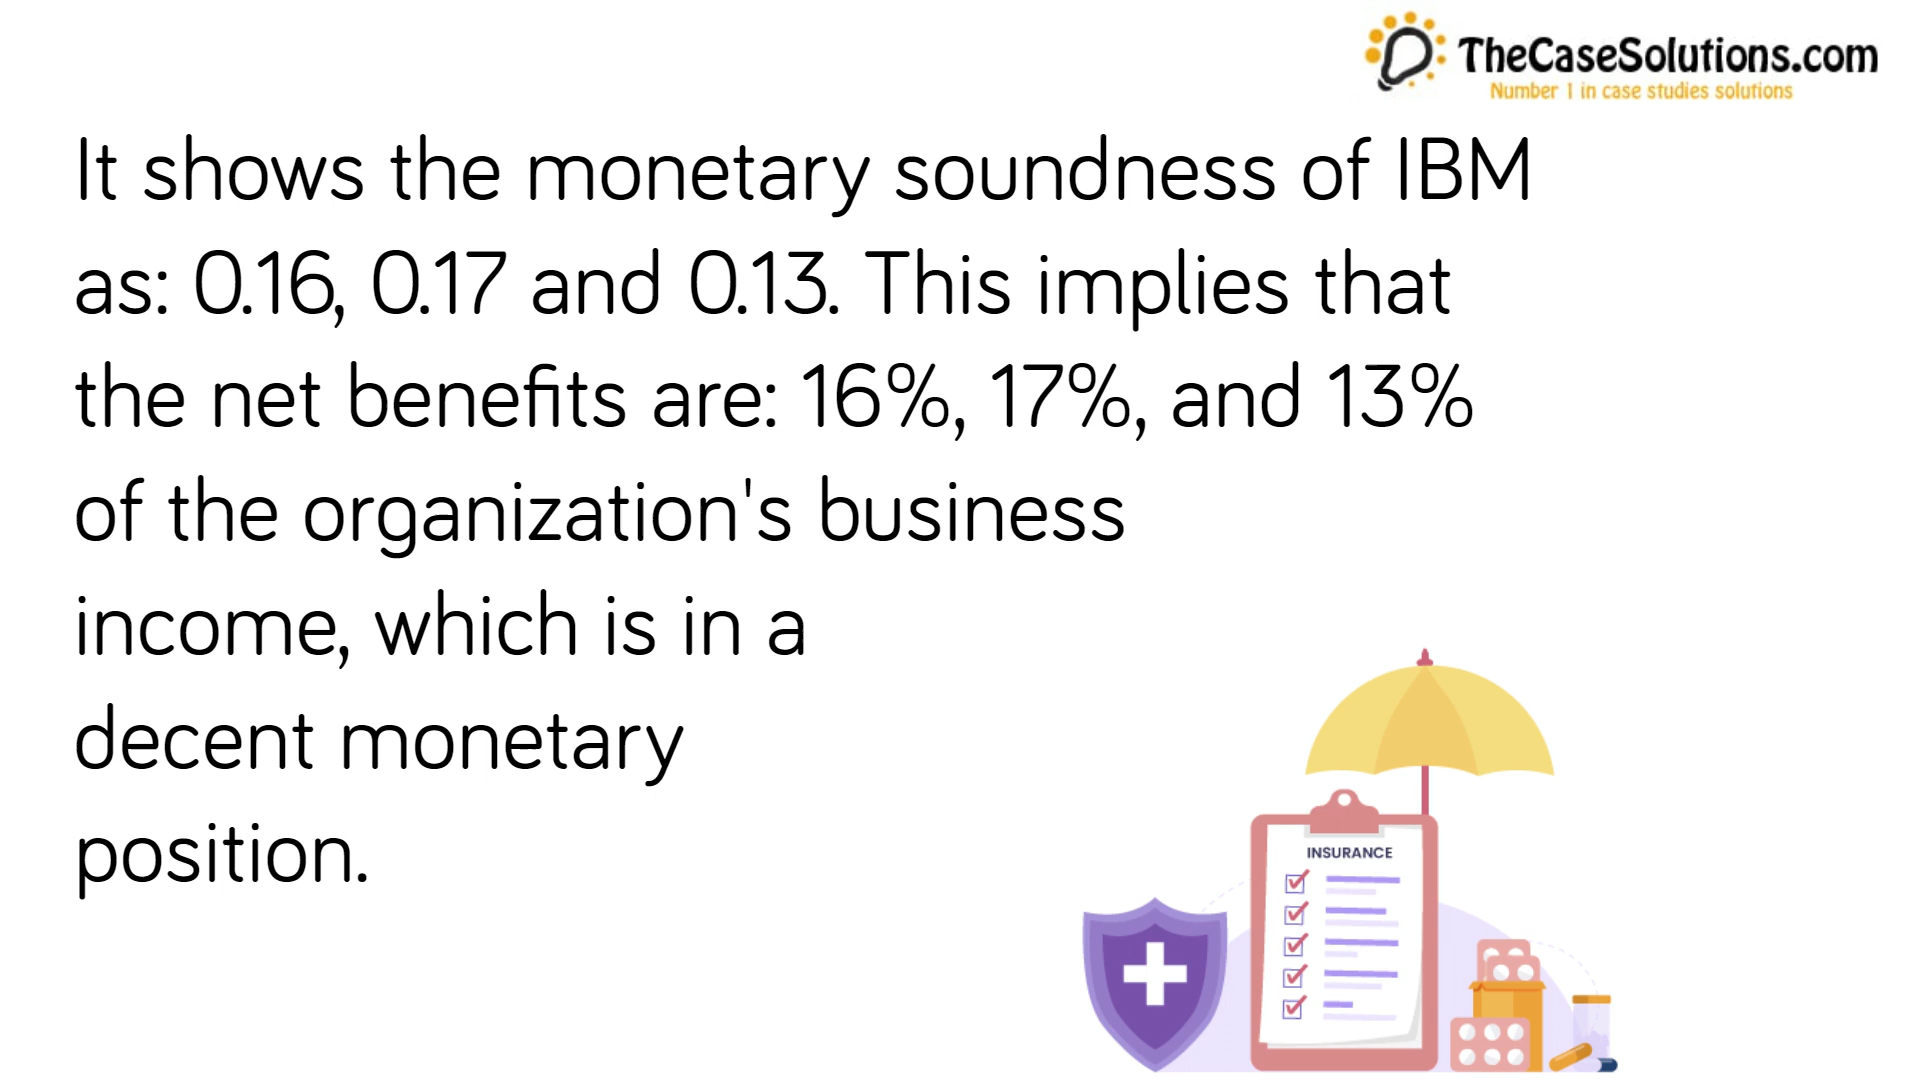 TheCaseSolutions.com
Number 1 in case studies solutions
It shows the monetary soundness of IBM
as: 0.16, 0.17 and 0.13. This implies that
the net benefits are: 16%, 17%, and 13%
of the organization's business
income, which is in a
decent monetary
position.
INSURANCE